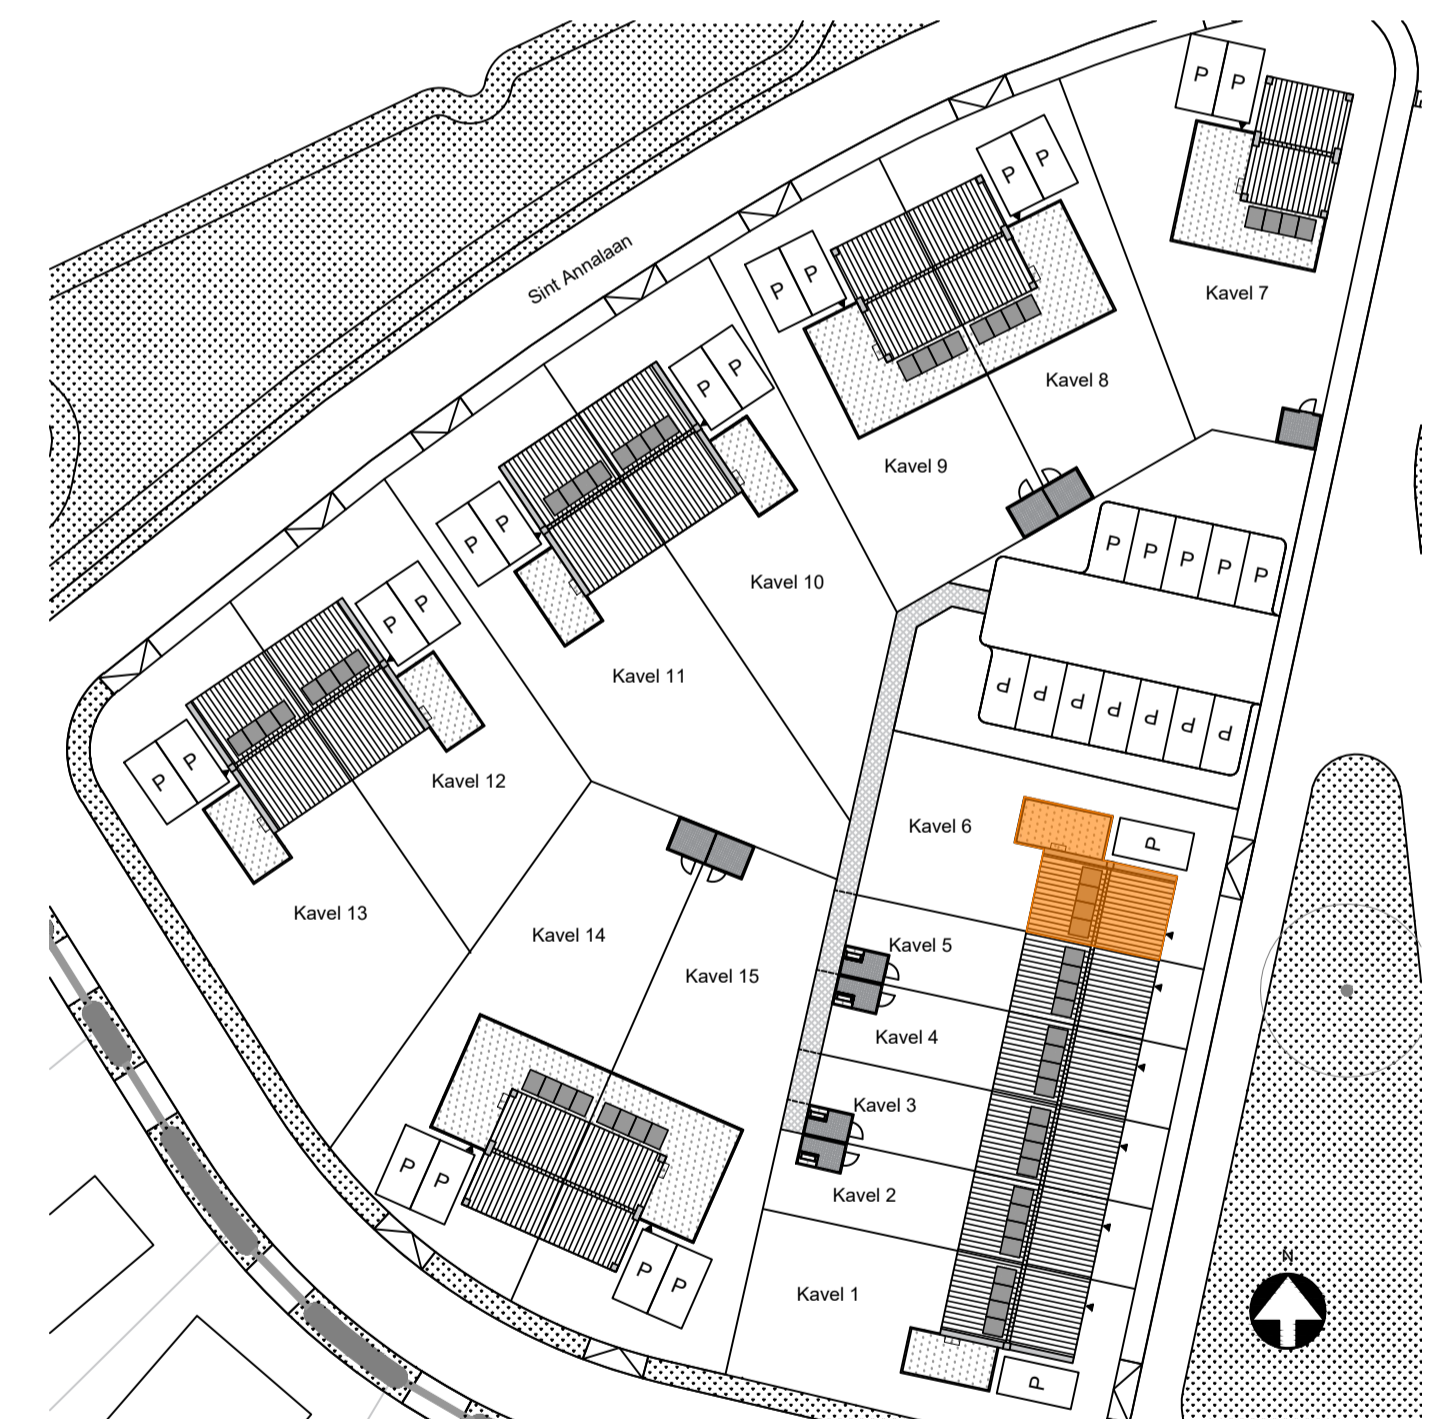 P P
P P
Sint Annalaan
P P
Kavel 7
P P
Kavel 8
Kavel 9
P P
P P P P P
Kavel 10
P P
Kavel 11
P P P P P P P
P P
Kavel 12
Kavel 6
P
Kavel 13
Kavel 14
Kavel 5
Kavel 15
Kavel 4
Kavel 3
P P
Kavel 2
N
P P
Kavel 1
P